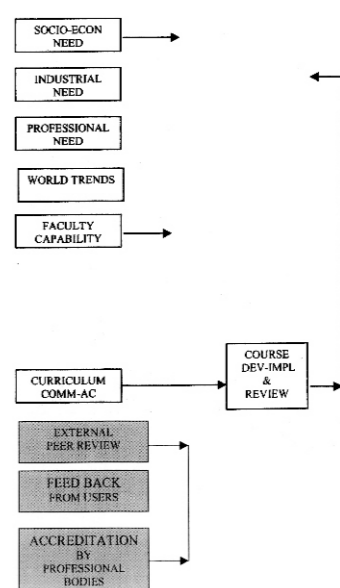 SOCIO-ECON
NEED
INDUSTRIAL
NEED
PROFESSIONAL
NEED
WORLD TRENDS
FACULTY
CAPABILITY
COURSE
DEV-IMPL
&
REVIEW
CURRICULUM
COMM-AC
EXTERNAL
PEER REVIEW
FEED BACK
FROM USERS
ACCREDITATION
BY
PROFESSIONAL
BODIES